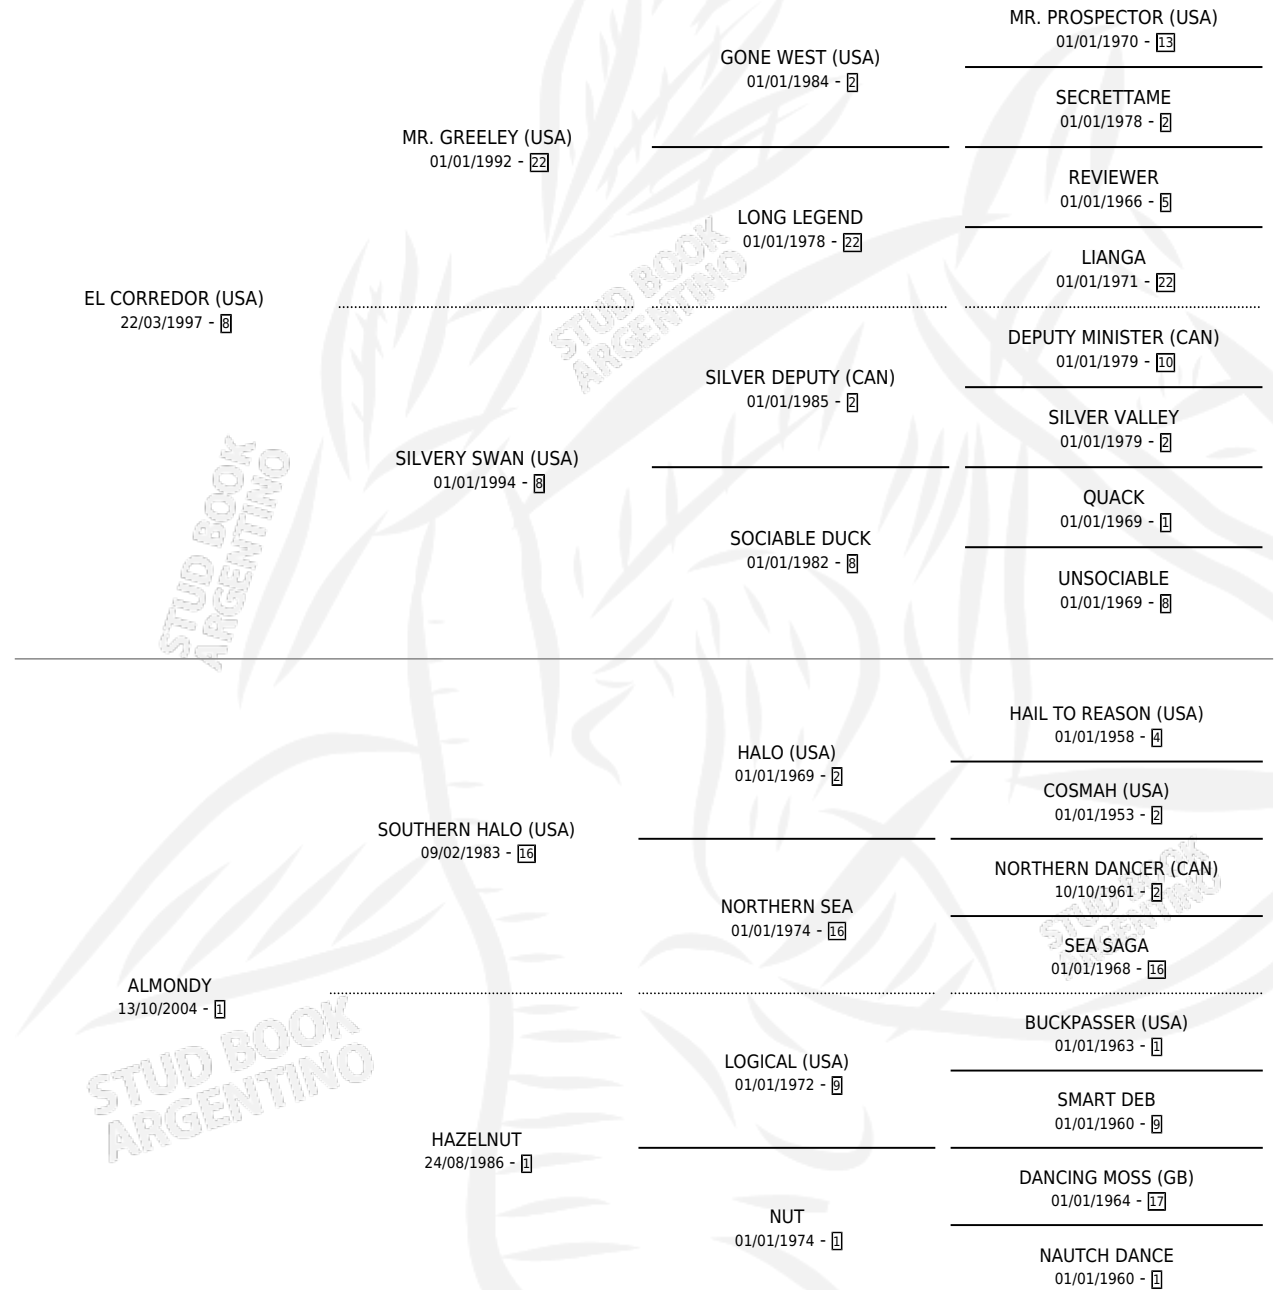 MR. PROSPECTOR (USA)
01/01/1970 - 13
GONE WEST (USA)
01/01/1984 - 2
SECRETTAME
01/01/1978 - 2
MR. GREELEY (USA)
01/01/1992 - 22
REVIEWER
01/01/1966 - 5
LONG LEGEND
01/01/1978 - 22
LIANGA
01/01/1971 - 22
EL CORREDOR (USA)
22/03/1997 - 8
DEPUTY MINISTER (CAN)
01/01/1979 - 10
SILVER DEPUTY (CAN)
01/01/1985 - 2
SILVER VALLEY
01/01/1979 - 2
SILVERY SWAN (USA)
01/01/1994 - 8
QUACK
01/01/1969 - 1
SOCIABLE DUCK
01/01/1982 - 8
UNSOCIABLE
01/01/1969 - 8
STUD BOOK
ARGENTINO
STUD BOOK
ARGENTINO
HAIL TO REASON (USA)
01/01/1958 - 4
HALO (USA)
01/01/1969 - 2
COSMAH (USA)
01/01/1953 - 2
SOUTHERN HALO (USA)
09/02/1983 - 16
NORTHERN DANCER (CAN)
10/10/1961 - 2
NORTHERN SEA
01/01/1974 - 16
SEA SAGA
01/01/1968 - 16
STUD BOOK
ARGENTINO
ALMONDY
13/10/2004 - 1
BUCKPASSER (USA)
01/01/1963 - 1
LOGICAL (USA)
01/01/1972 - 9
SMART DEB
01/01/1960 - 9
HAZELNUT
24/08/1986 - 1
DANCING MOSS (GB)
01/01/1964 - 17
NUT
01/01/1974 - 1
NAUTCH DANCE
01/01/1960 - 1
STUD BOOK
ARGENTINO